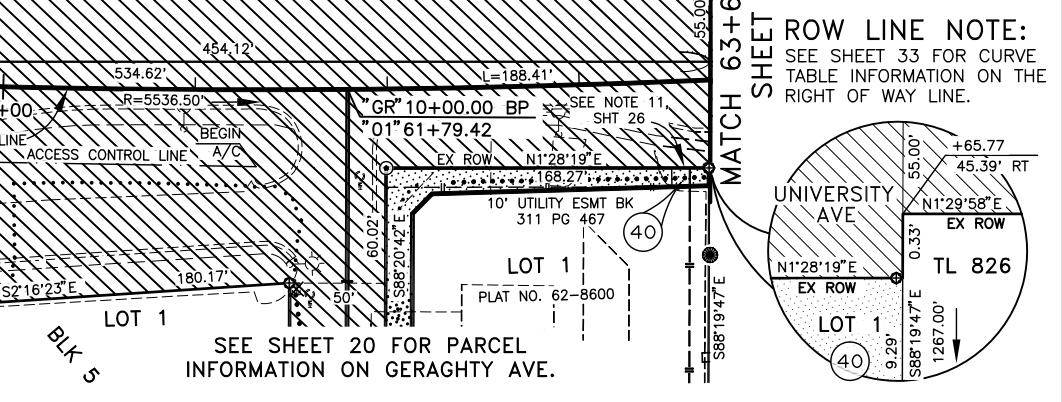 454.12'
534.62'
L=188.41'
R=5536.50'
+00
LINE
BEGIN
A/C
ACCESS CONTROL LINE
"GR" 10+00.00 BP
"01" 61+79.42
SEE NOTE 11,
SHT 26
55.00
MATCH 63+6
SHEET
EX ROW N1°28'19"E
168.27'
10' UTILITY ESMT BK
311 PG 467
40
60.02'
S88°20'42"E
LOT 1
PLAT NO. 62-8600
S88°19'47"E
180.17'
S2°16'23"E
50'
LOT 1
BLK 5
SEE SHEET 20 FOR PARCEL
INFORMATION ON GERAGHTY AVE.
ROW LINE NOTE:
SEE SHEET 33 FOR CURVE
TABLE INFORMATION ON THE
RIGHT OF WAY LINE.
+65.77
45.39' RT
55.00'
UNIVERSITY
AVE
N1°29'58"E
EX ROW
0.33'
TL 826
N1°28'19"E
EX ROW
LOT 1
40
9.29'
S88°19'47"E
1267.00'